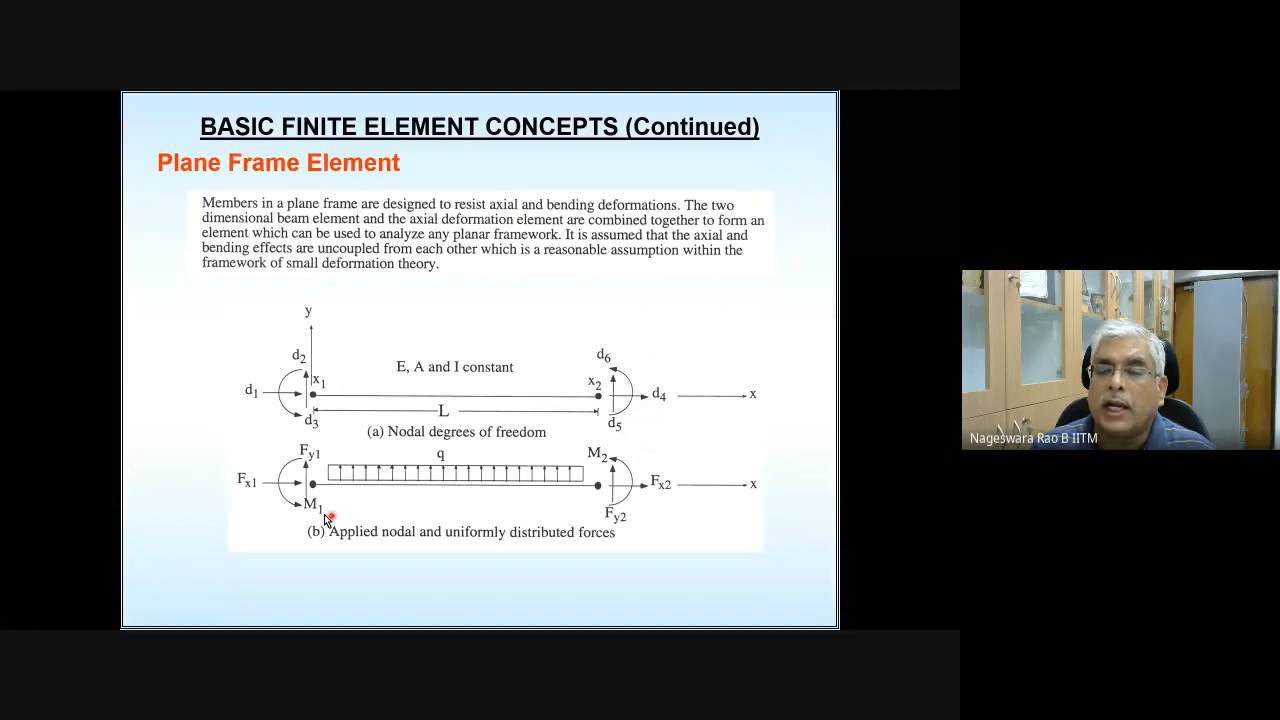 BASIC FINITE ELEMENT CONCEPTS (Continued)
Plane Frame Element
Members in a plane frame are designed to resist axial and bending deformations. The two
dimensional beam element and the axial deformation element are combined together to form an
element which can be used to analyze any planar framework. It is assumed that the axial and
bending effects are uncoupled from each other which is a reasonable assumption within the
framework of small deformation theory.
y
d2 d6
E, A and I constant
x1 x2
d1 d4 x
L
d3 d5
(a) Nodal degrees of freedom
Fy1 q M2
Fx1 Fx2 x
M1 Fy2
(b) Applied nodal and uniformly distributed forces
Nageswara Rao B IITM